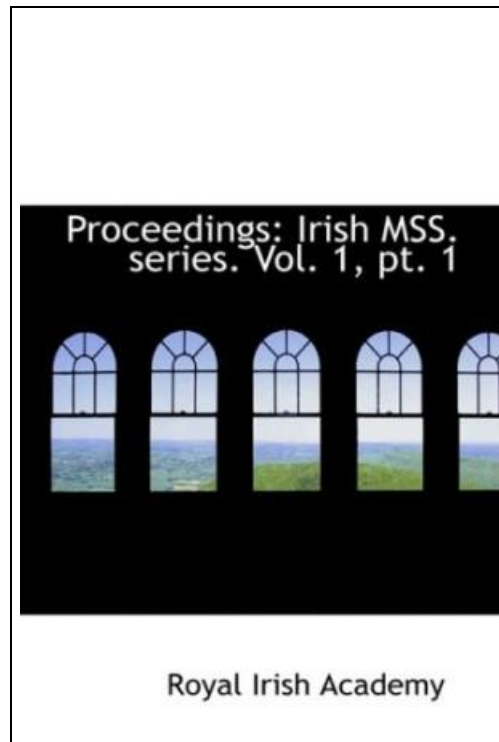 Proceedings: Irish MSS.
series. Vol. 1, pt. 1
Royal Irish Academy